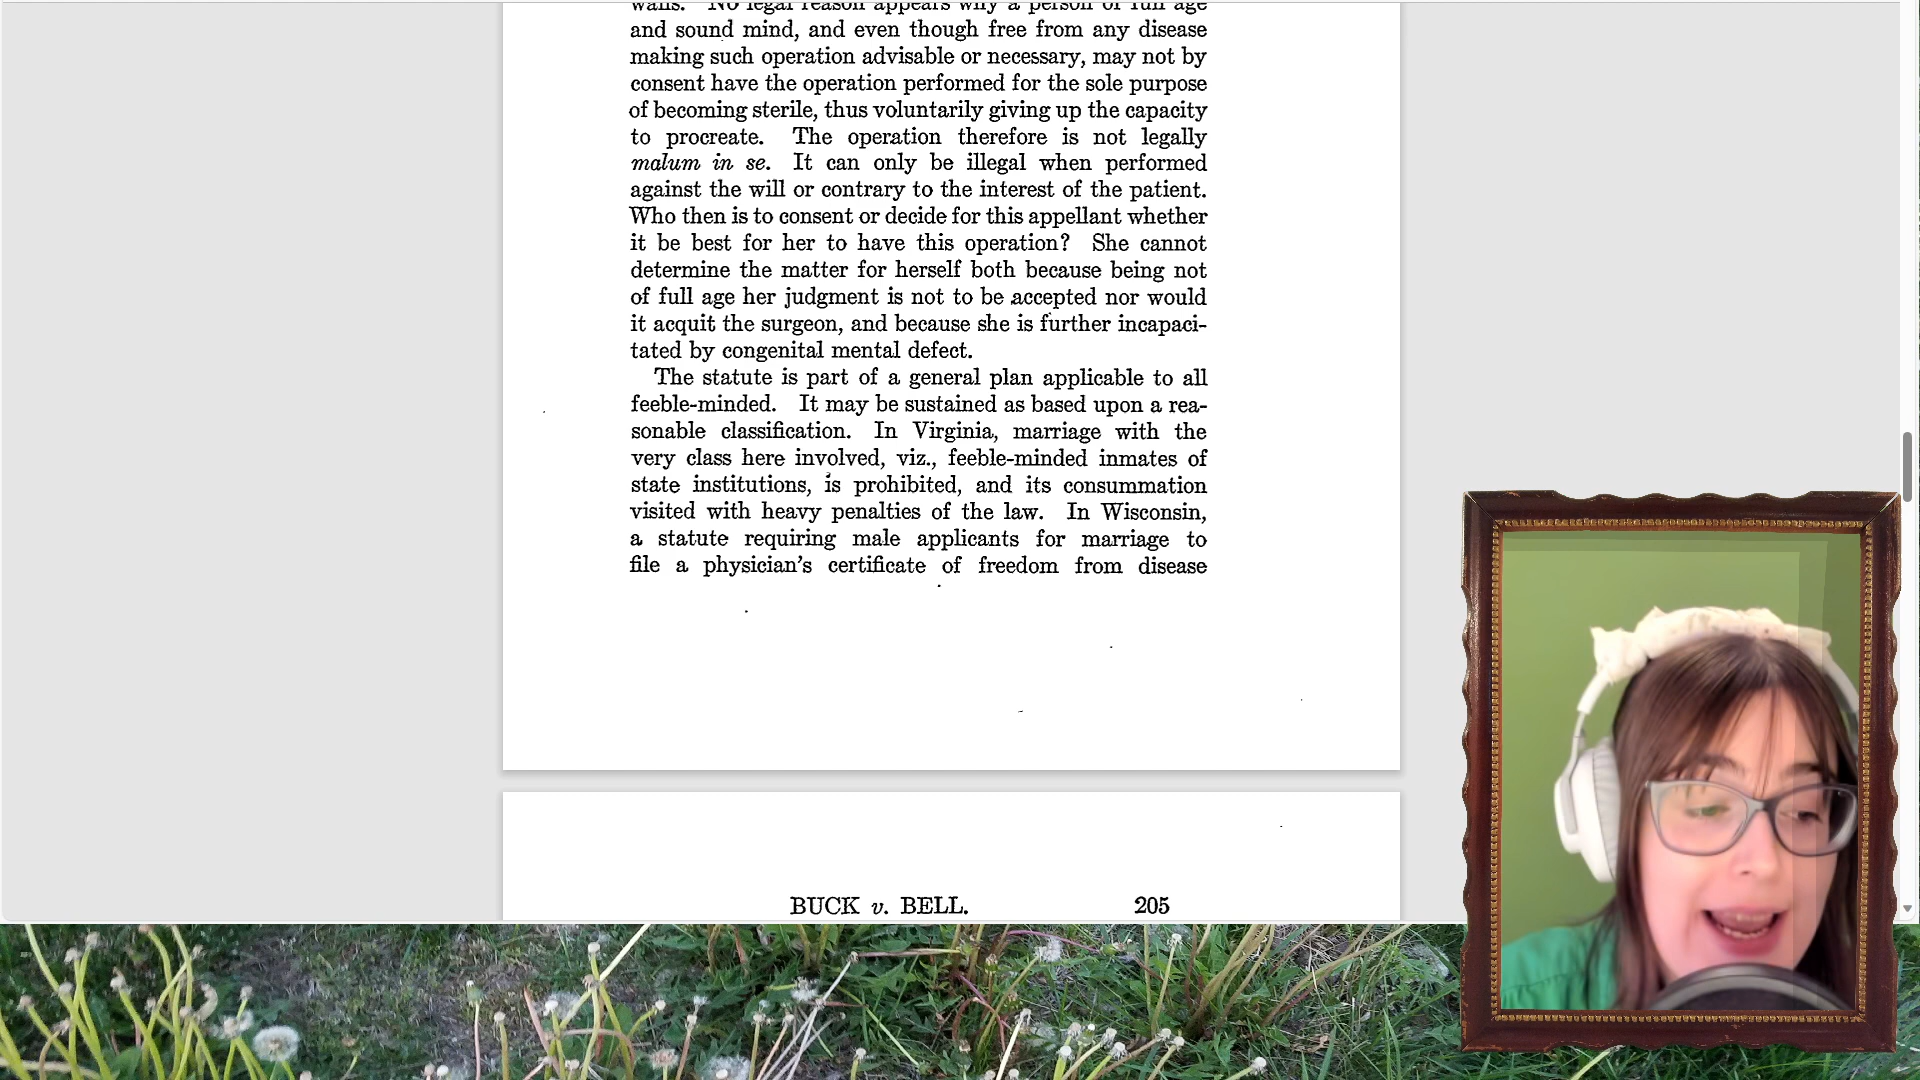 walls. No legal reason appears why a person of full age
and sound mind, and even though free from any disease
making such operation advisable or necessary, may not by
consent have the operation performed for the sole purpose
of becoming sterile, thus voluntarily giving up the capacity
to procreate. The operation therefore is not legally
malum in se. It can only be illegal when performed
against the will or contrary to the interest of the patient.
Who then is to consent or decide for this appellant whether
it be best for her to have this operation? She cannot
determine the matter for herself both because being not
of full age her judgment is not to be accepted nor would
it acquit the surgeon, and because she is further incapaci-
tated by congenital mental defect.
The statute is part of a general plan applicable to all
feeble-minded. It may be sustained as based upon a rea-
sonable classification. In Virginia, marriage with the
very class here involved, viz., feeble-minded inmates of
state institutions, is prohibited, and its consummation
visited with heavy penalties of the law. In Wisconsin,
a statute requiring male applicants for marriage to
file a physician's certificate of freedom from disease
BUCK v. BELL. 205